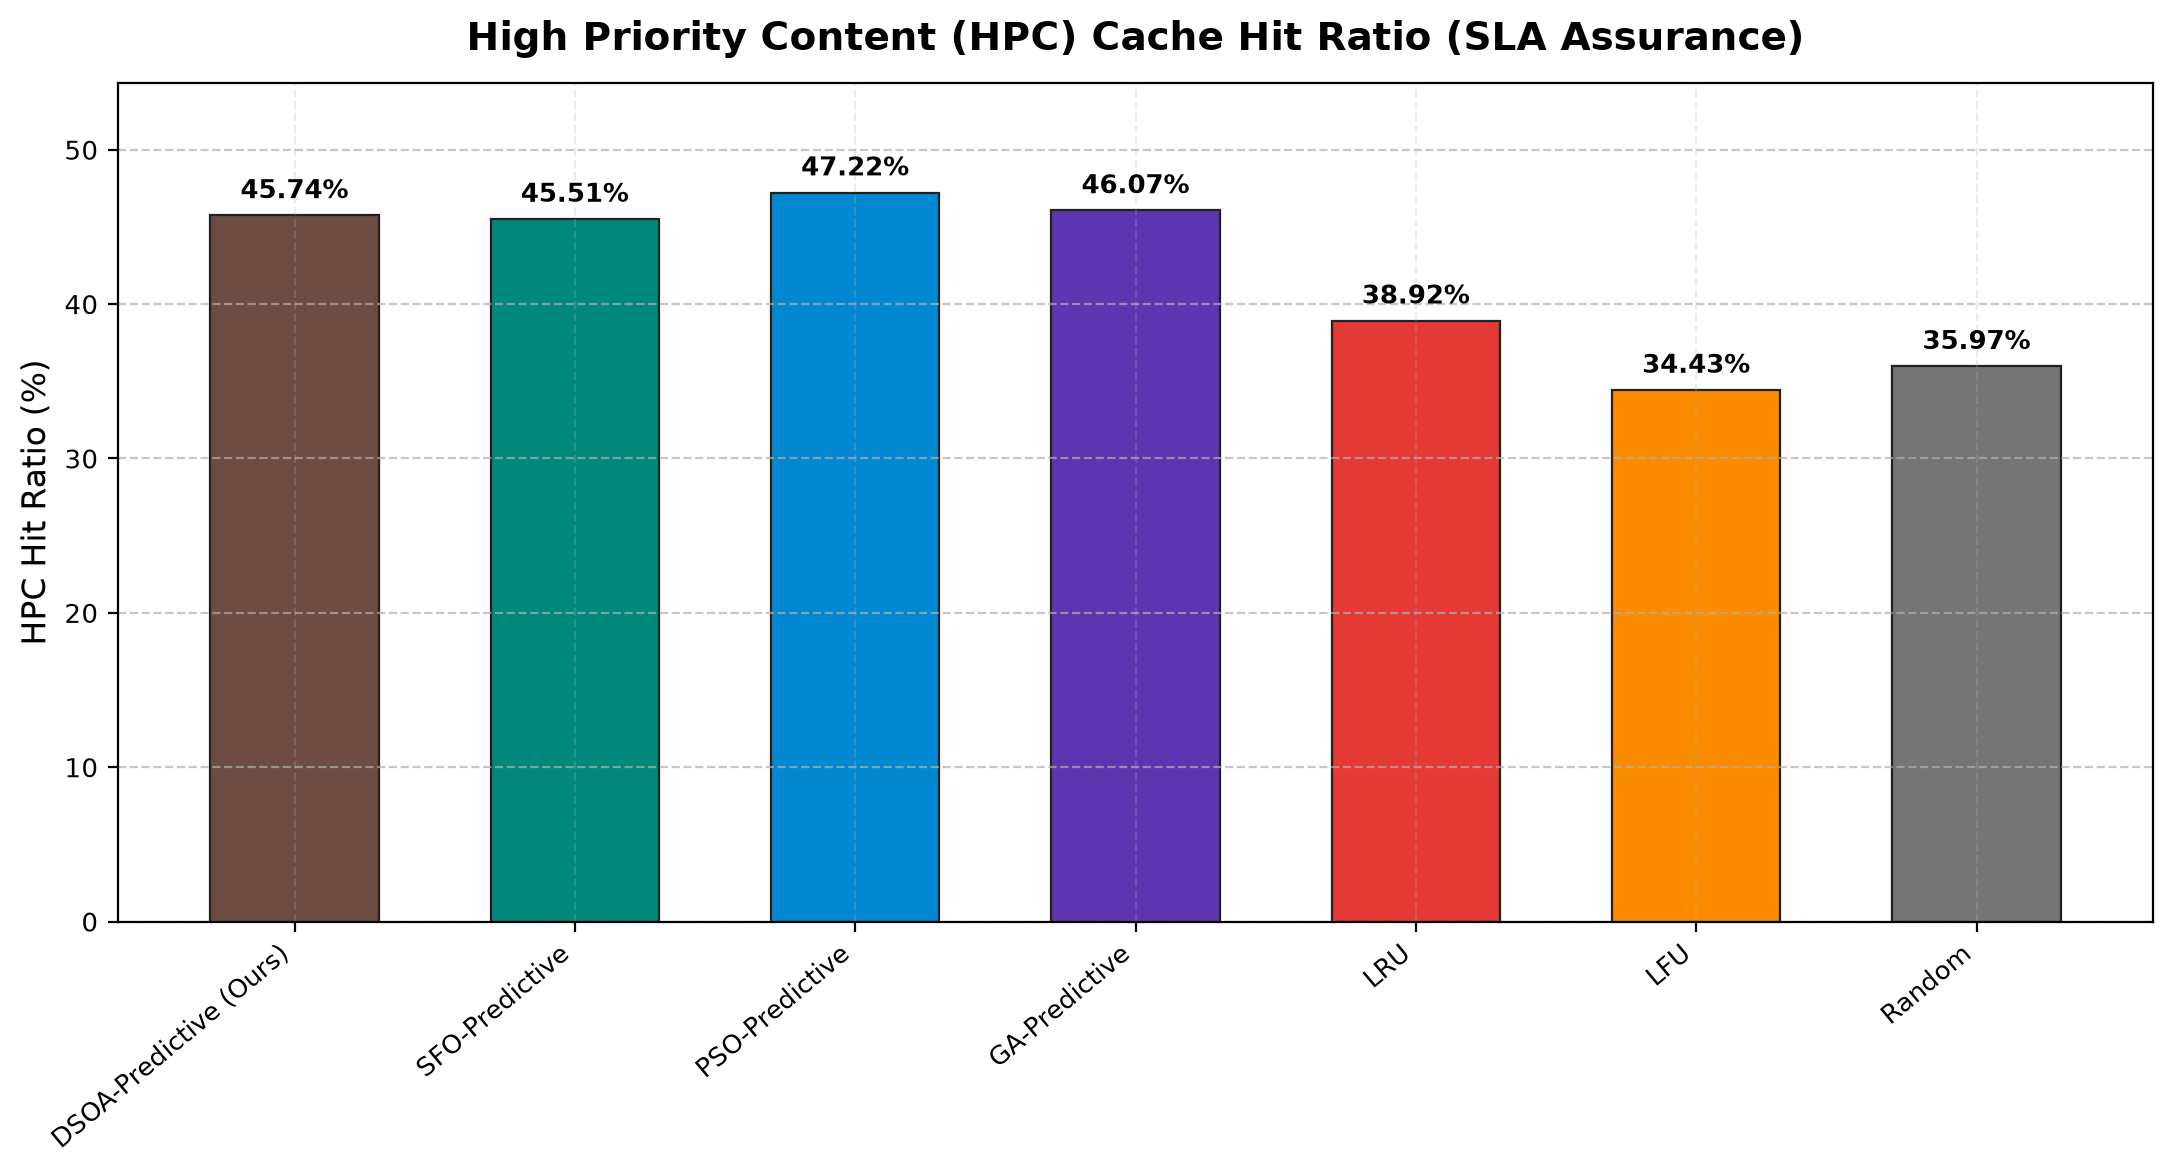 High Priority Content (HPC) Cache Hit Ratio (SLA Assurance)
HPC Hit Ratio (%)
50
40
30
20
10
0
45.74%
45.51%
47.22%
46.07%
38.92%
34.43%
35.97%
DSOA-Predictive (Ours)
SFO-Predictive
PSO-Predictive
GA-Predictive
LRU
LFU
Random